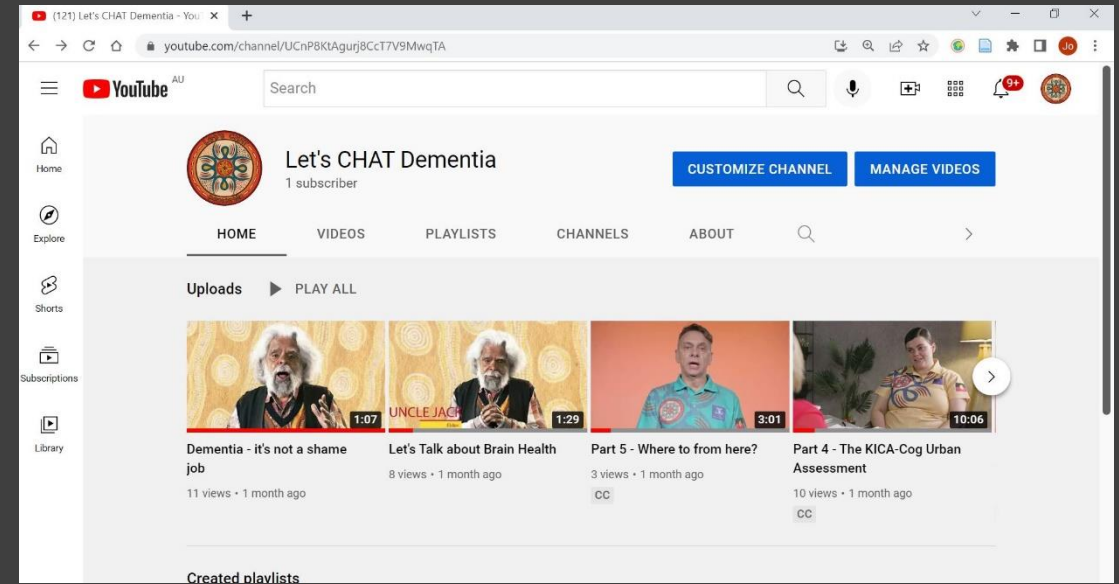 (121) Let's CHAT Dementia - You
youtube.com/channel/UCnP8KtAgurj8CcT7V9MwqTA
Jo
YouTube AU
Search
9+
Home
Explore
Shorts
Subscriptions
Library
Let's CHAT Dementia
1 subscriber
CUSTOMIZE CHANNEL
MANAGE VIDEOS
HOME VIDEOS PLAYLISTS CHANNELS ABOUT
Uploads PLAY ALL
1:07
UNCLE JACK
1:29
3:01
10:06
Dementia - it's not a shame
job
11 views • 1 month ago
Let's Talk about Brain Health
8 views • 1 month ago
Part 5 - Where to from here?
3 views • 1 month ago
CC
Part 4 - The KICA-Cog Urban
Assessment
10 views • 1 month ago
CC
Created playlists